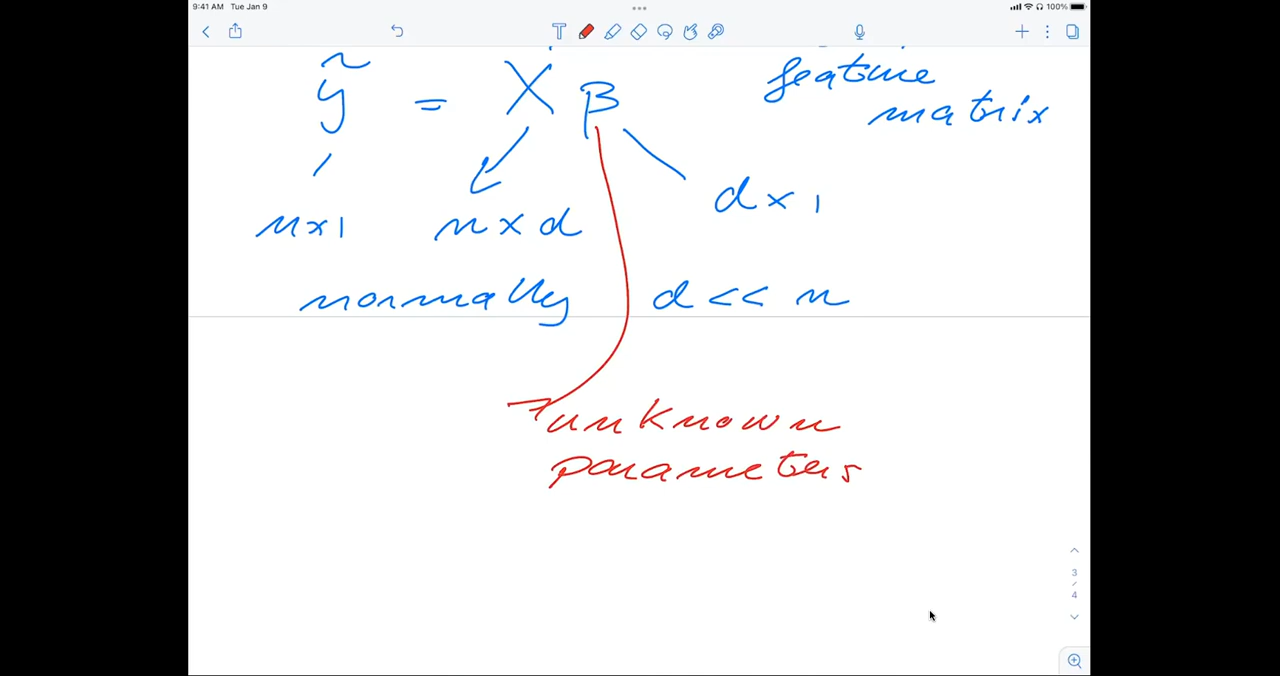 9:41 AM Tue Jan 9
100%
feature
matrix
ỹ = X β
n x 1
n x d
d x 1
normally d << n
unknown
parameters
3
/
4